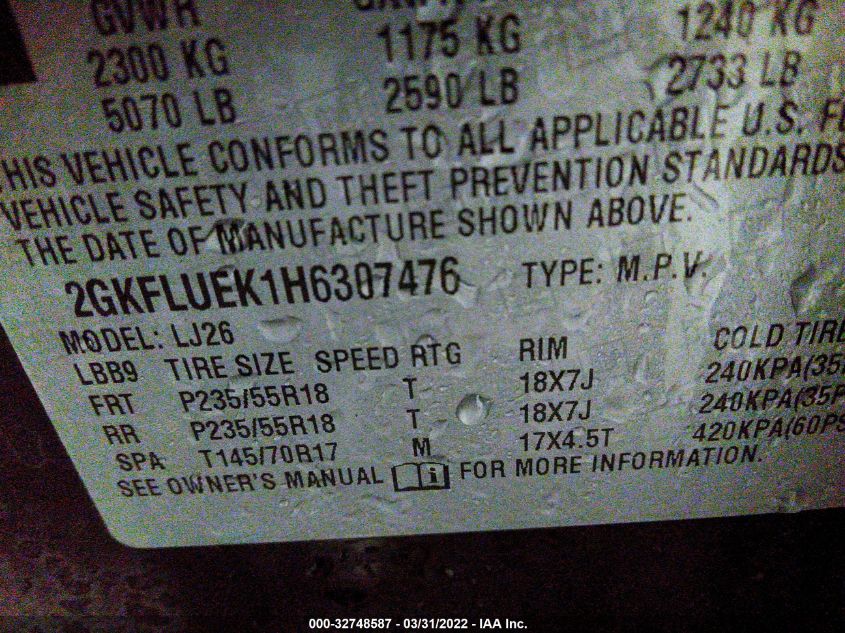 GVWR
2300 KG 1175 KG 1240 KG
5070 LB 2590 LB 2733 LB
THIS VEHICLE CONFORMS TO ALL APPLICABLE U.S.
VEHICLE SAFETY AND THEFT PREVENTION STANDARDS
THE DATE OF MANUFACTURE SHOWN ABOVE.
2GKFLUEK1H6307476 TYPE: M.P.V.
MODEL: LJ26
LBB9 TIRE SIZE SPEED RTG RIM COLD TIRE
FRT P235/55R18 T 18X7J 240KPA(35P
RR P235/55R18 T 18X7J 240KPA(35P
SPA T145/70R17 M 17X4.5T 420KPA(60PS
SEE OWNER'S MANUAL FOR MORE INFORMATION.
000-32748587 - 03/31/2022 - IAA Inc.